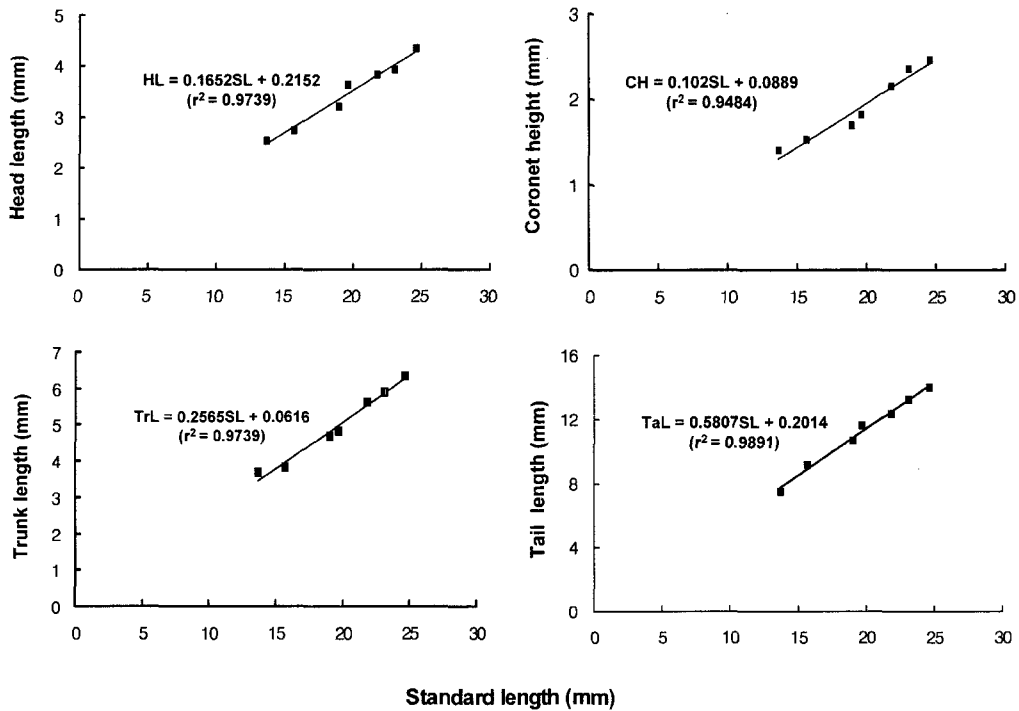 5
4
3
2
1
0
Head length (mm)
HL = 0.1652SL + 0.2152
(r² = 0.9739)
0 5 10 15 20 25 30
3
2
1
0
Coronet height (mm)
CH = 0.102SL + 0.0889
(r² = 0.9484)
0 5 10 15 20 25 30
7
6
5
4
3
2
1
0
Trunk length (mm)
TrL = 0.2565SL + 0.0616
(r² = 0.9739)
0 5 10 15 20 25 30
16
12
8
4
0
Tail length (mm)
TaL = 0.5807SL + 0.2014
(r² = 0.9891)
0 5 10 15 20 25 30
Standard length (mm)